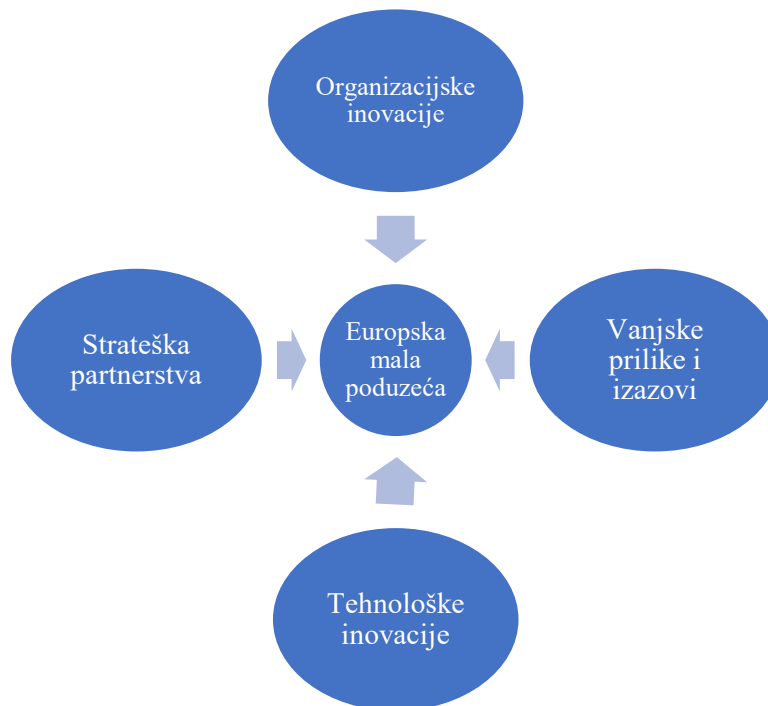 Organizacijske
inovacije
Strateška
partnerstva
Europska
mala
poduzeća
Vanjske
prilike i
izazovi
Tehnološke
inovacije